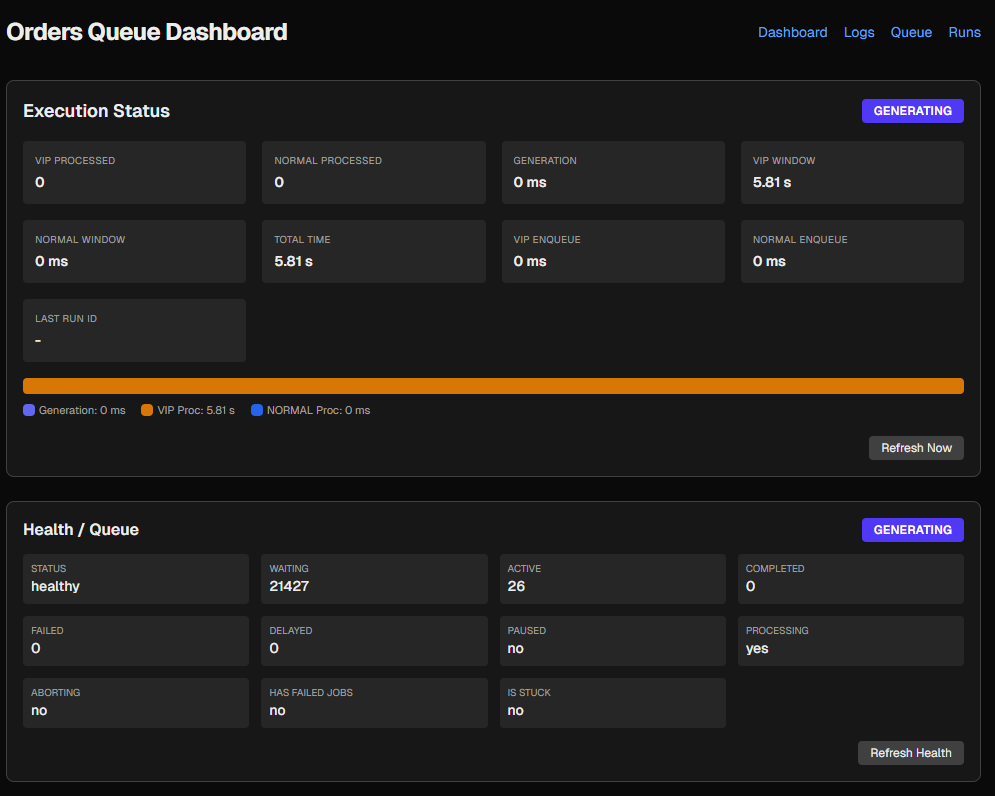 Orders Queue Dashboard
Dashboard Logs Queue Runs
Execution Status
GENERATING
VIP PROCESSED
0
NORMAL PROCESSED
0
GENERATION
0 ms
VIP WINDOW
5.81 s
NORMAL WINDOW
0 ms
TOTAL TIME
5.81 s
VIP ENQUEUE
0 ms
NORMAL ENQUEUE
0 ms
LAST RUN ID
-
Generation: 0 ms VIP Proc: 5.81 s NORMAL Proc: 0 ms
Refresh Now
Health / Queue
GENERATING
STATUS
healthy
WAITING
21427
ACTIVE
26
COMPLETED
0
FAILED
0
DELAYED
0
PAUSED
no
PROCESSING
yes
ABORTING
no
HAS FAILED JOBS
no
IS STUCK
no
Refresh Health